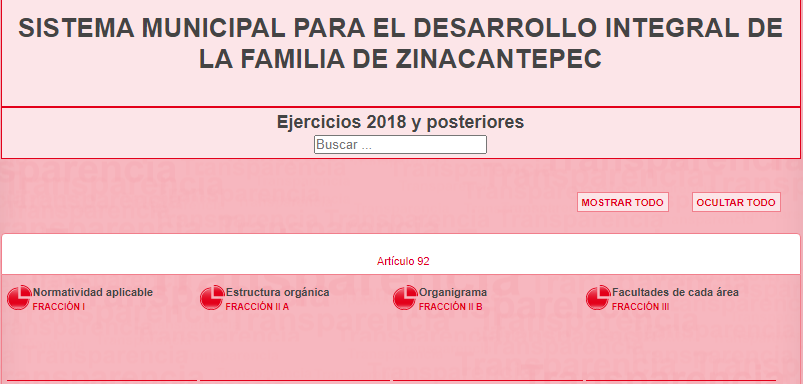 SISTEMA MUNICIPAL PARA EL DESARROLLO INTEGRAL DE
LA FAMILIA DE ZINACANTEPEC
Ejercicios 2018 y posteriores
Buscar ...
MOSTRAR TODO
OCULTAR TODO
Artículo 92
Normatividad aplicable
FRACCIÓN I
Estructura orgánica
FRACCIÓN II A
Organigrama
FRACCIÓN II B
Facultades de cada área
FRACCIÓN III